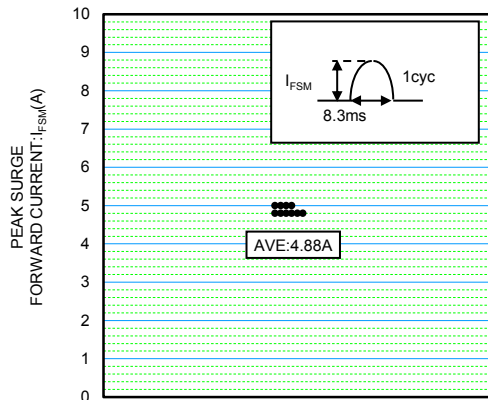 PEAK SURGE
FORWARD CURRENT:IFSM(A)
10
9
8
7
6
5
4
3
2
1
0
IFSM
1cyc
8.3ms
AVE:4.88A